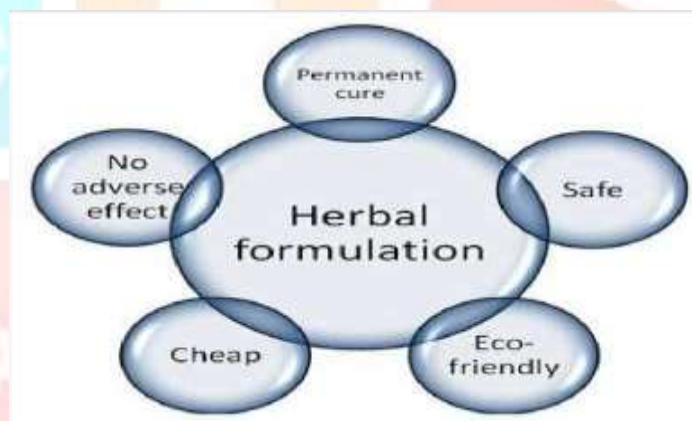 Permanent
cure
No
adverse
effect
Safe
Herbal
formulation
Cheap
Eco-
friendly